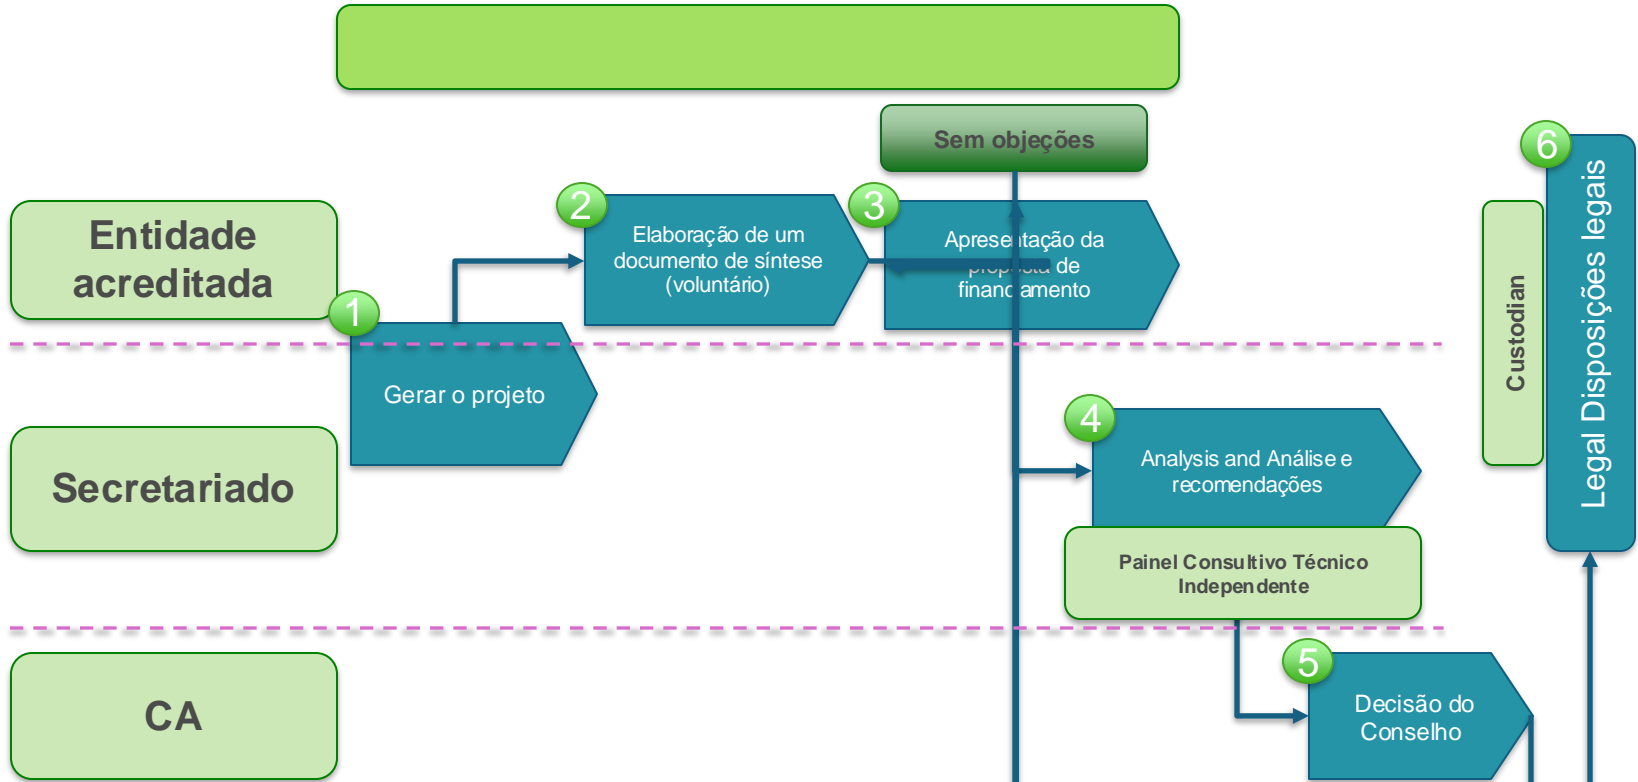 Sem objeções
6
Legal Disposições legais
Custodian
Entidade
acreditada
2
Elaboração de um
documento de síntese
(voluntário)
3
Apresentação da
proposta de
financiamento
1
Gerar o projeto
Secretariado
4
Analysis and Análise e
recomendações
Painel Consultivo Técnico
Independente
CA
5
Decisão do
Conselho